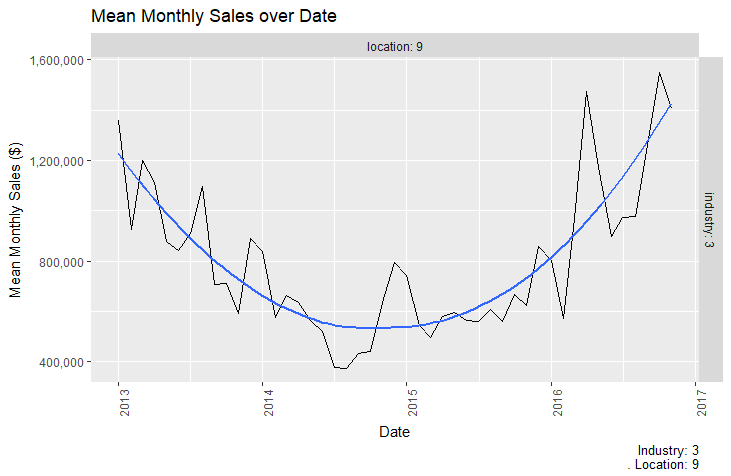 Mean Monthly Sales over Date
location: 9
1,600,000
1,200,000
800,000
400,000
Mean Monthly Sales ($)
industry: 3
2013
2014
2015
2016
2017
Date
Industry: 3
. Location: 9